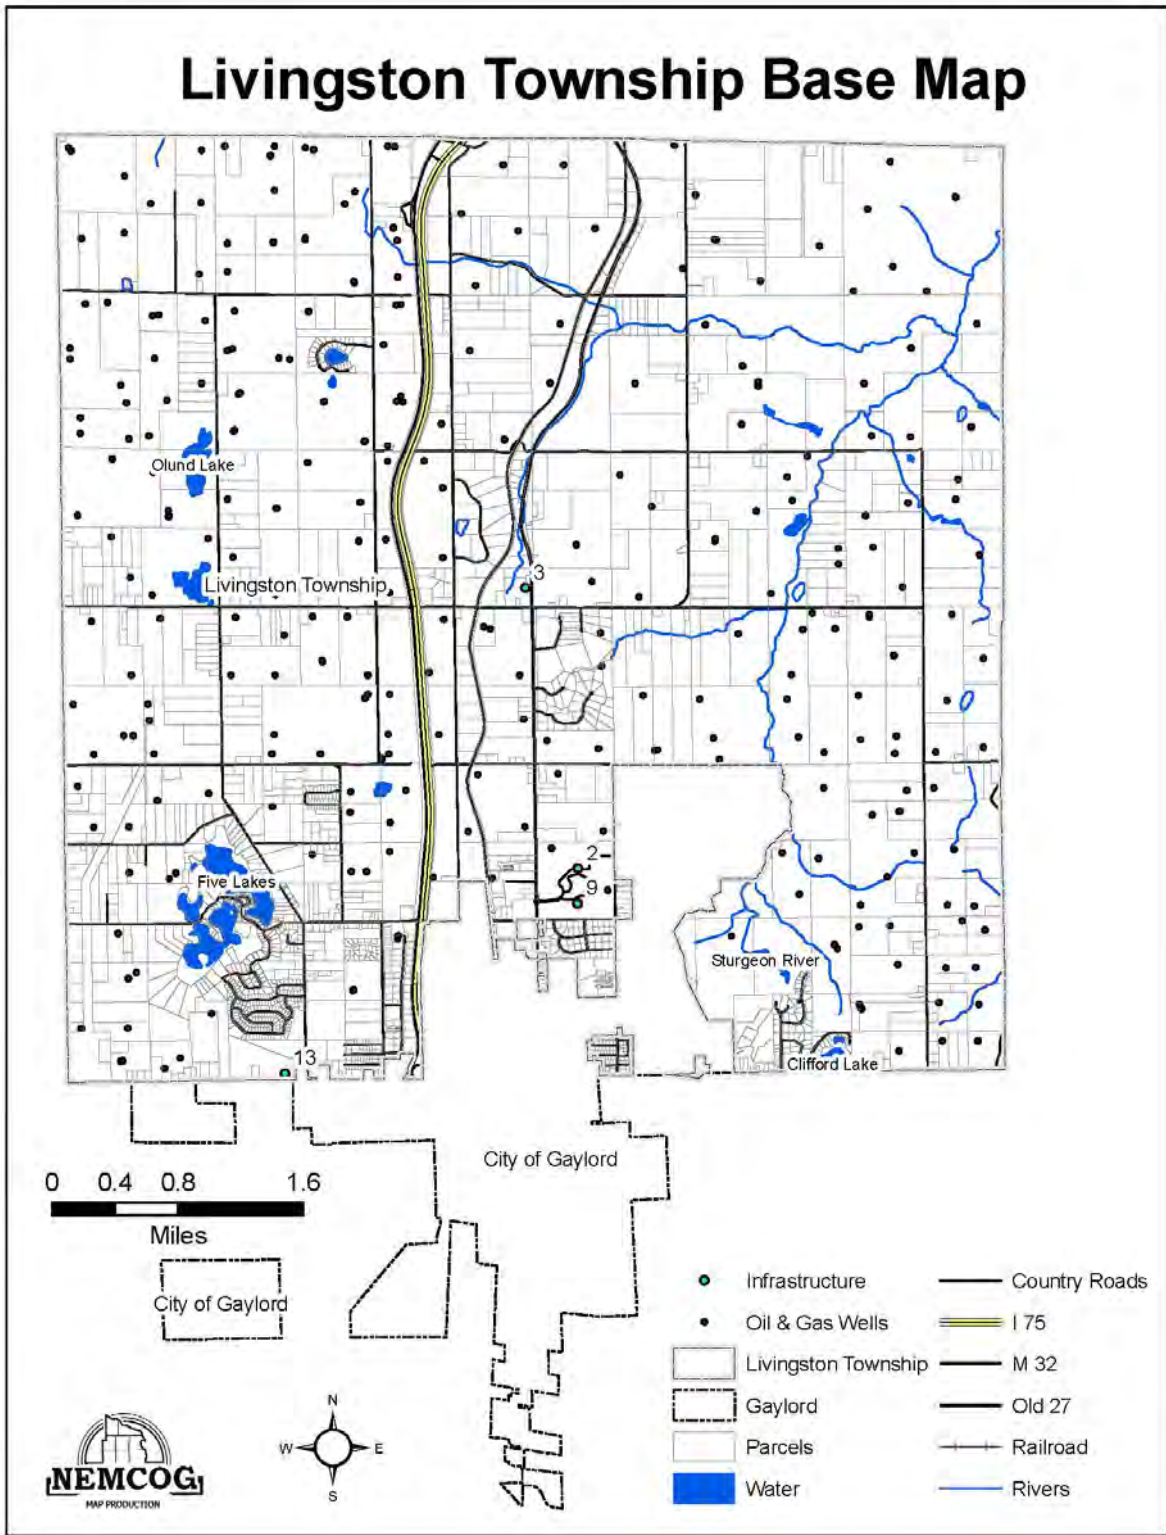 Livingston Township Base Map
Olund Lake
3
Livingston Township
2
9
Five Lakes
Sturgeon River
13
Clifford Lake
City of Gaylord
0 0.4 0.8 1.6
Miles
City of Gaylord
Infrastructure
Oil & Gas Wells
Livingston Township
Gaylord
Parcels
Water
Country Roads
I 75
M 32
Old 27
Railroad
Rivers
N
W E
S
NEMCOG
MAP PRODUCTION